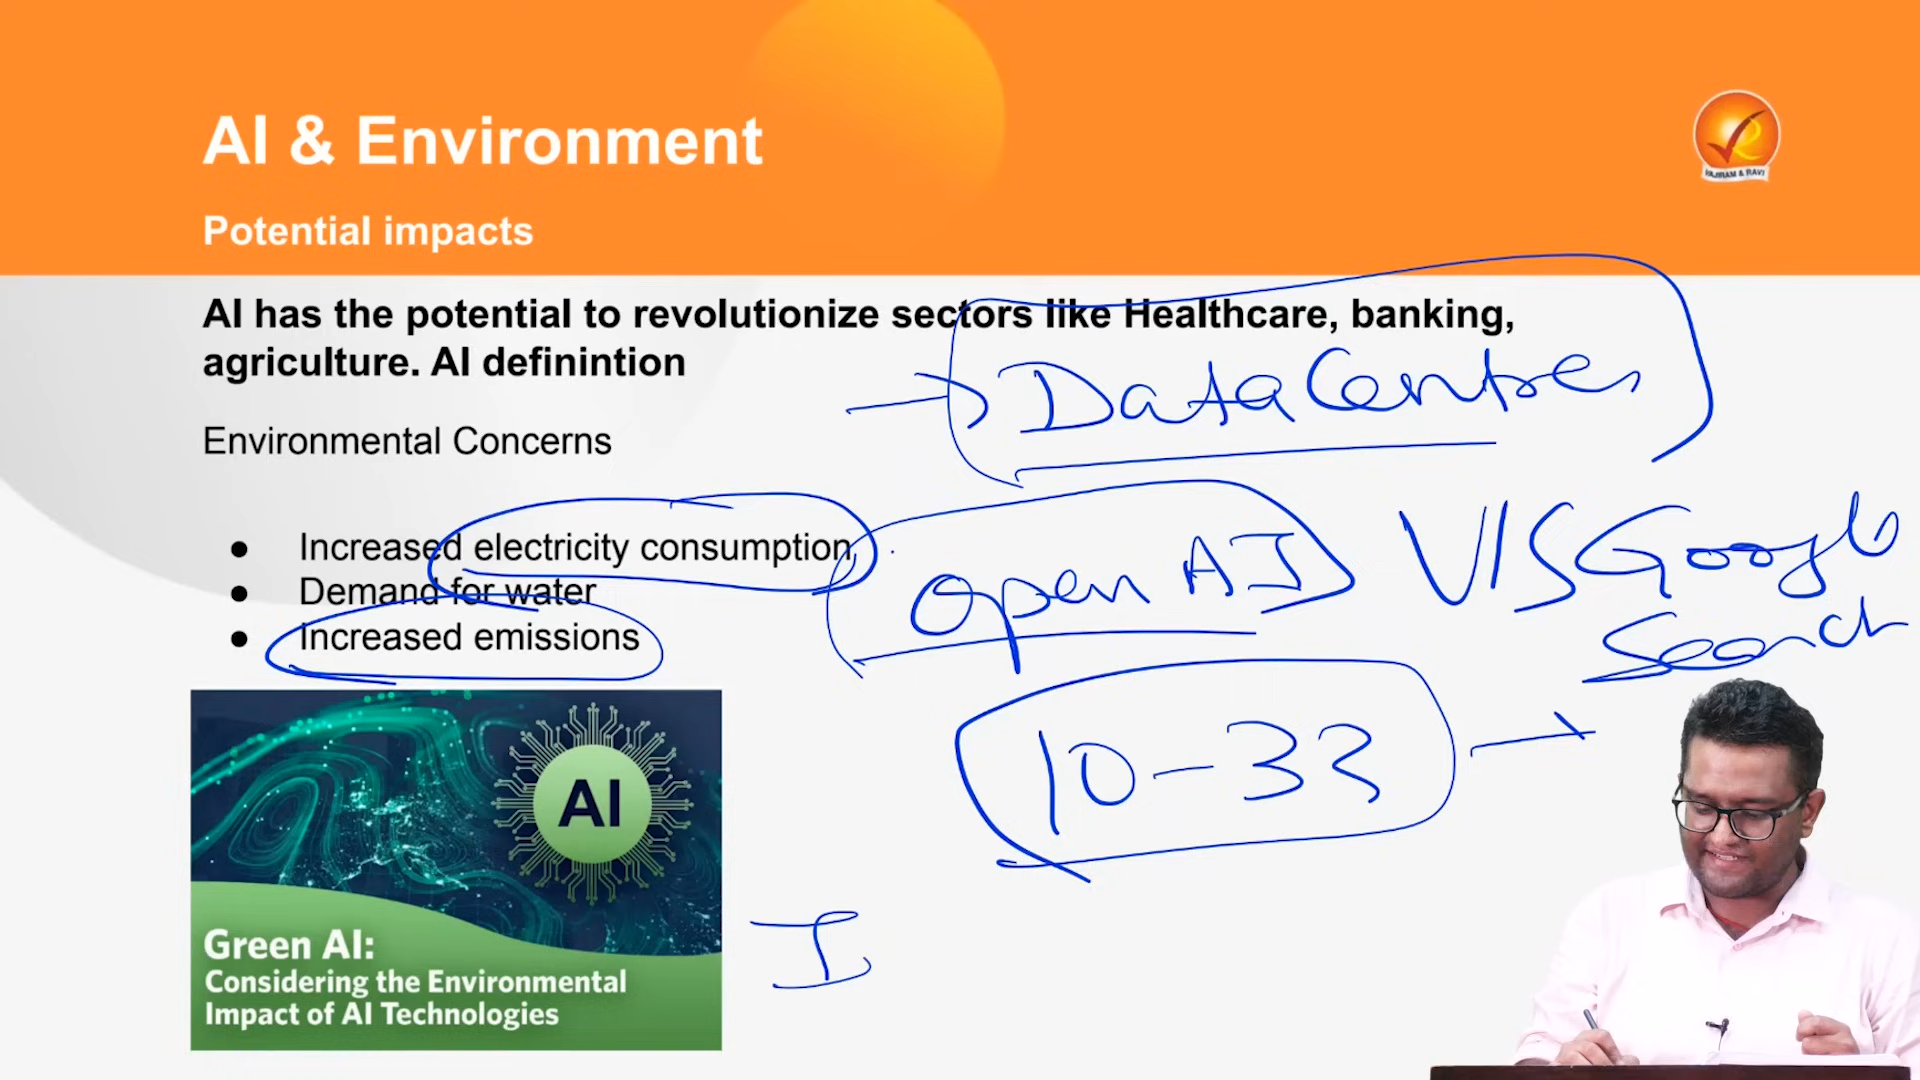 AI & Environment
VAJIRAM & RAVI
Potential impacts
AI has the potential to revolutionize sectors like Healthcare, banking,
agriculture. AI definintion
Data Centres
Environmental Concerns
● Increased electricity consumption,
● Demand for water
● Increased emissions
Open AI V/S Google
Search
10-33
AI
I
Green AI:
Considering the Environmental
Impact of AI Technologies